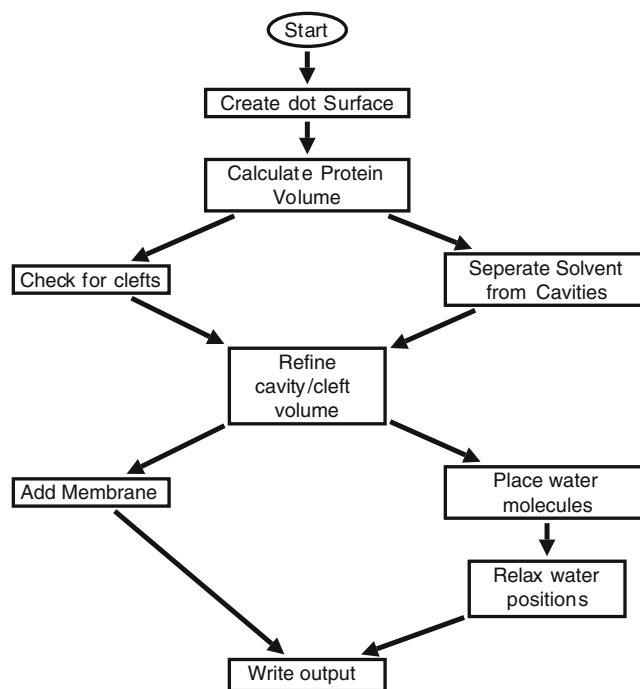 Start
Create dot Surface
Calculate Protein
Volume
Check for clefts
Seperate Solvent
from Cavities
Refine
cavity/cleft
volume
Add Membrane
Place water
molecules
Relax water
positions
Write output